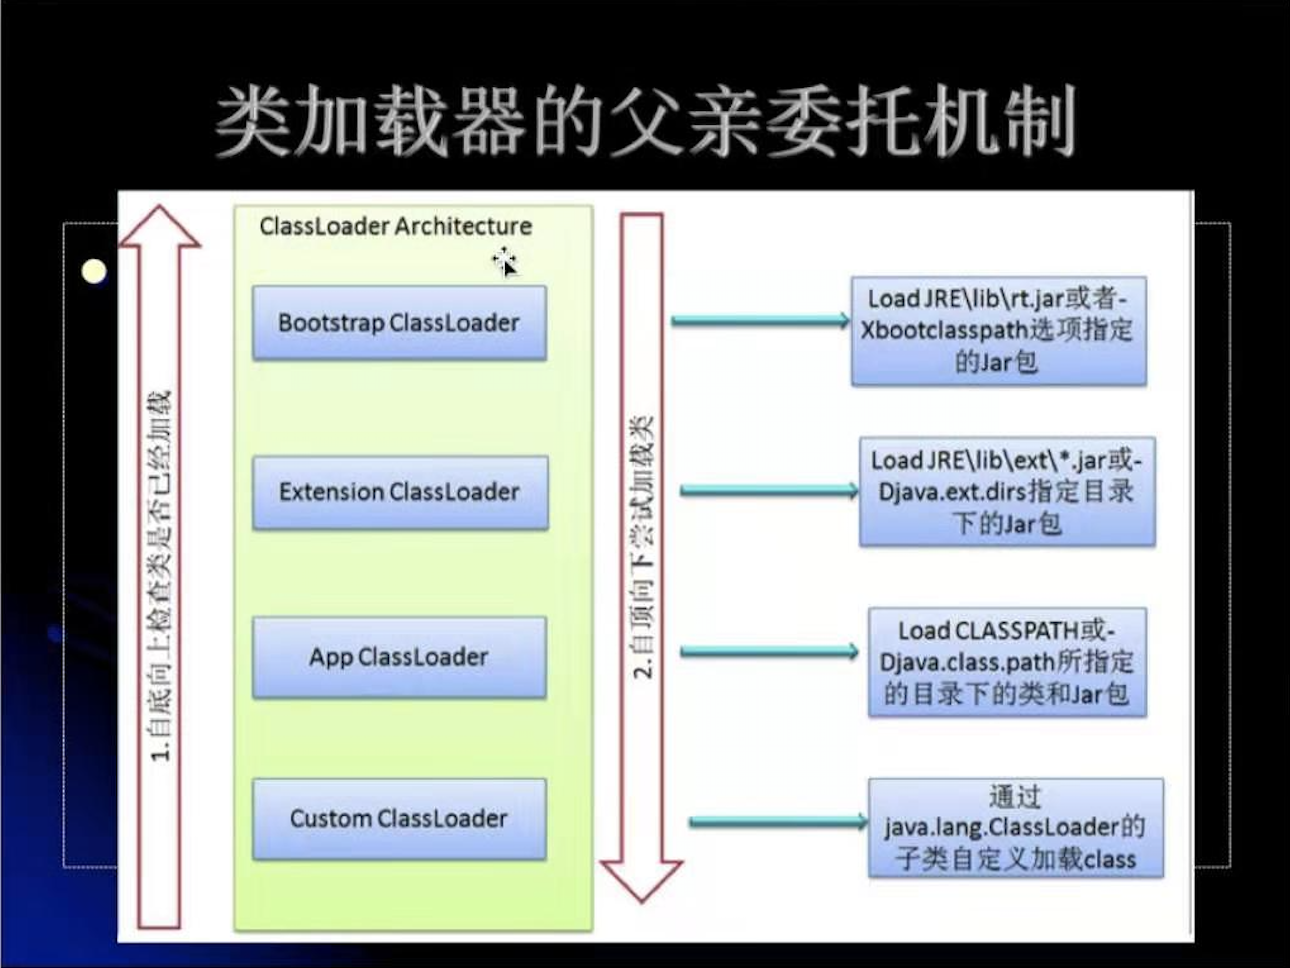 类加载器的父亲委托机制
ClassLoader Architecture
1.自底向上检查类是否已经加载
2.自顶向下尝试加载类
Bootstrap ClassLoader
Load JRE\lib\rt.jar或者-
Xbootclasspath选项指定
的Jar包
Extension ClassLoader
Load JRE\lib\ext\*.jar或-
Djava.ext.dirs指定目录
下的Jar包
App ClassLoader
Load CLASSPATH或-
Djava.class.path所指定
的目录下的类和Jar包
Custom ClassLoader
通过
java.lang.ClassLoader的
子类自定义加载class